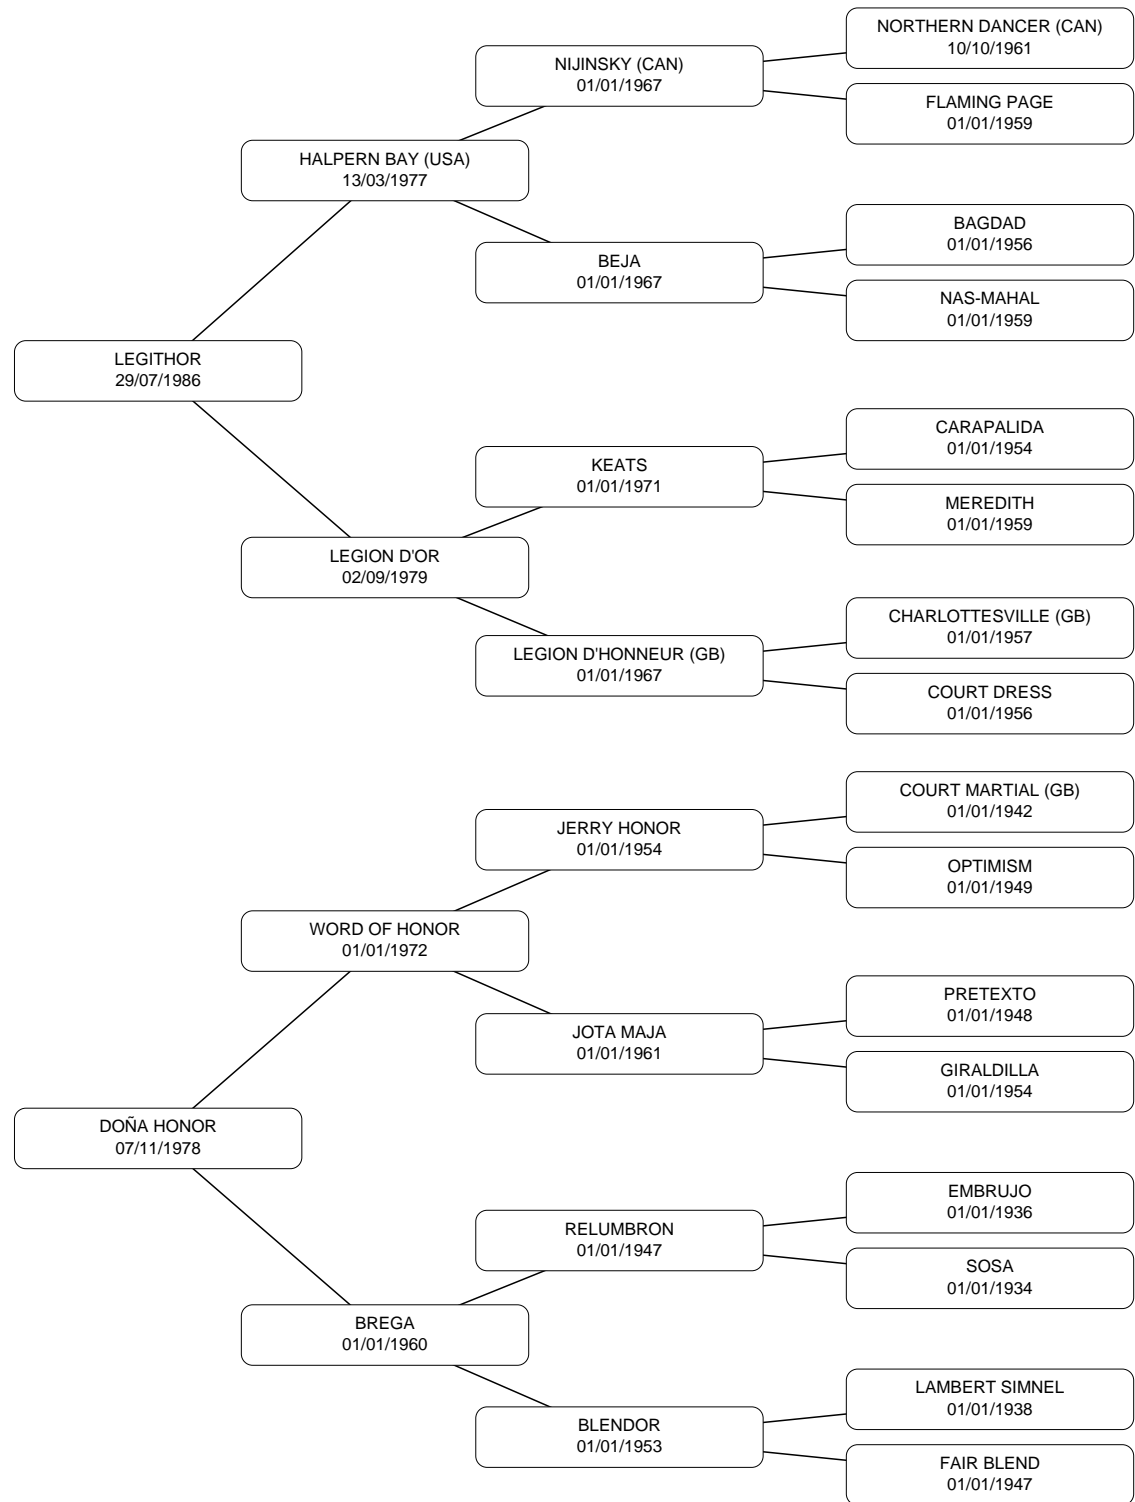 NORTHERN DANCER (CAN)
10/10/1961
NIJINSKY (CAN)
01/01/1967
FLAMING PAGE
01/01/1959
HALPERN BAY (USA)
13/03/1977
BAGDAD
01/01/1956
BEJA
01/01/1967
NAS-MAHAL
01/01/1959
LEGITHOR
29/07/1986
CARAPALIDA
01/01/1954
KEATS
01/01/1971
MEREDITH
01/01/1959
LEGION D'OR
02/09/1979
CHARLOTTESVILLE (GB)
01/01/1957
LEGION D'HONNEUR (GB)
01/01/1967
COURT DRESS
01/01/1956
COURT MARTIAL (GB)
01/01/1942
JERRY HONOR
01/01/1954
OPTIMISM
01/01/1949
WORD OF HONOR
01/01/1972
PRETEXTO
01/01/1948
JOTA MAJA
01/01/1961
GIRALDILLA
01/01/1954
DOÑA HONOR
07/11/1978
EMBRUJO
01/01/1936
RELUMBRON
01/01/1947
SOSA
01/01/1934
BREGA
01/01/1960
LAMBERT SIMNEL
01/01/1938
BLENDOR
01/01/1953
FAIR BLEND
01/01/1947